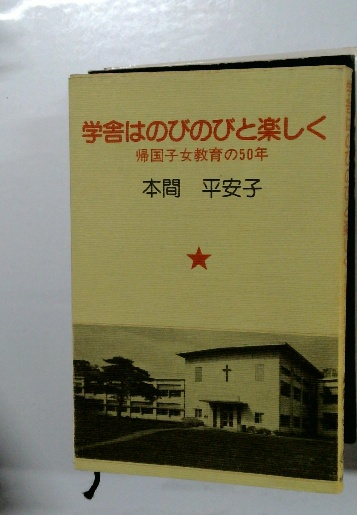 学舎はのびのびと楽しく
帰国子女教育の50年
本間 平安子